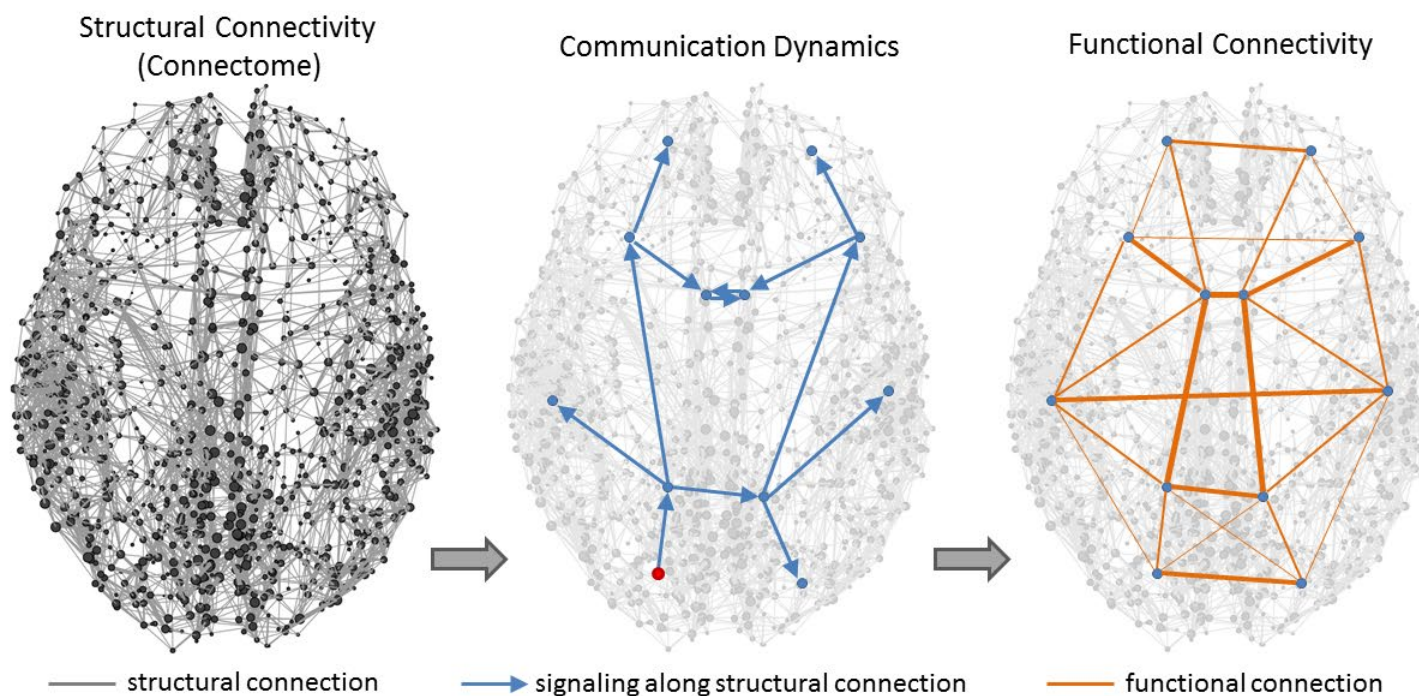 Structural Connectivity
(Connectome)
Communication Dynamics
Functional Connectivity
structural connection
signaling along structural connection
functional connection